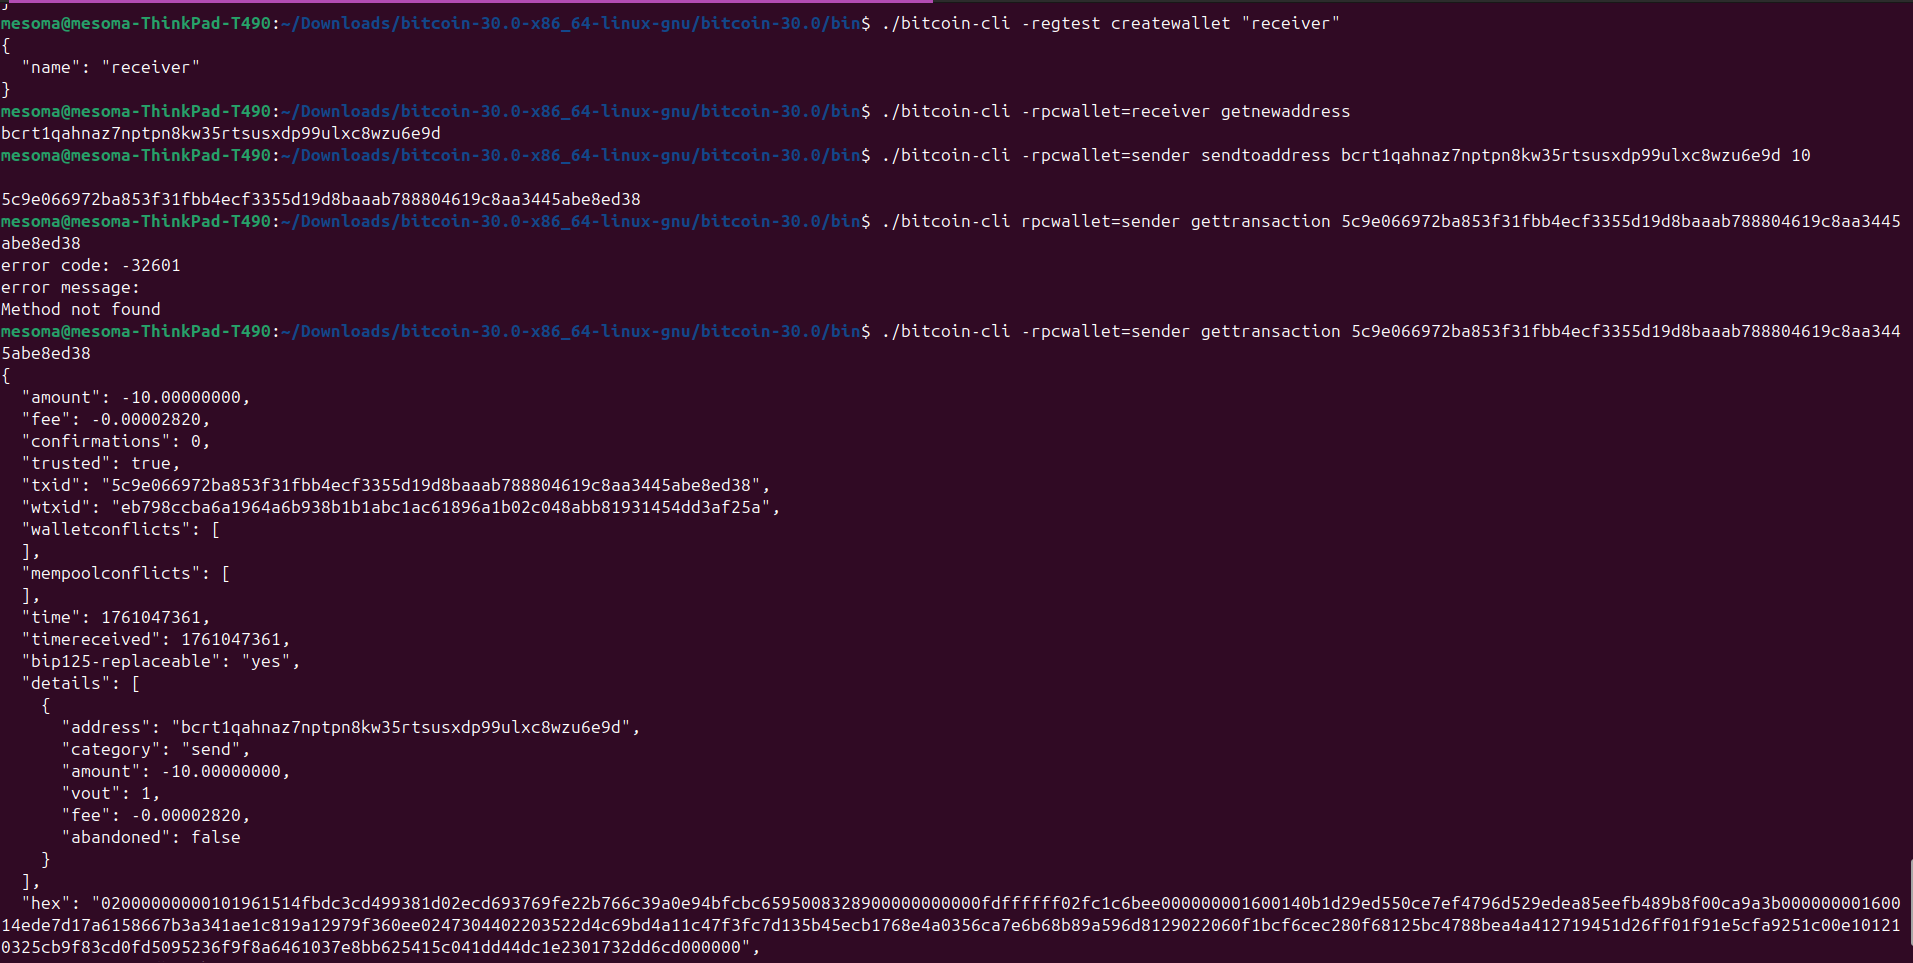 }
mesoma@mesoma-ThinkPad-T490:~/Downloads/bitcoin-30.0-x86_64-linux-gnu/bitcoin-30.0/bin$ ./bitcoin-cli -regtest createwallet "receiver"
{
  "name": "receiver"
}
mesoma@mesoma-ThinkPad-T490:~/Downloads/bitcoin-30.0-x86_64-linux-gnu/bitcoin-30.0/bin$ ./bitcoin-cli -rpcwallet=receiver getnewaddress
bcrt1qahnaz7nptpn8kw35rtsusxdp99ulxc8wzu6e9d
mesoma@mesoma-ThinkPad-T490:~/Downloads/bitcoin-30.0-x86_64-linux-gnu/bitcoin-30.0/bin$ ./bitcoin-cli -rpcwallet=sender sendtoaddress bcrt1qahnaz7nptpn8kw35rtsusxdp99ulxc8wzu6e9d 10
5c9e066972ba853f31fbb4ecf3355d19d8baaab788804619c8aa3445abe8ed38
mesoma@mesoma-ThinkPad-T490:~/Downloads/bitcoin-30.0-x86_64-linux-gnu/bitcoin-30.0/bin$ ./bitcoin-cli rpcwallet=sender gettransaction 5c9e066972ba853f31fbb4ecf3355d19d8baaab788804619c8aa3445
abe8ed38
error code: -32601
error message:
Method not found
mesoma@mesoma-ThinkPad-T490:~/Downloads/bitcoin-30.0-x86_64-linux-gnu/bitcoin-30.0/bin$ ./bitcoin-cli -rpcwallet=sender gettransaction 5c9e066972ba853f31fbb4ecf3355d19d8baaab788804619c8aa344
5abe8ed38
{
  "amount": -10.00000000,
  "fee": -0.00002820,
  "confirmations": 0,
  "trusted": true,
  "txid": "5c9e066972ba853f31fbb4ecf3355d19d8baaab788804619c8aa3445abe8ed38",
  "wtxid": "eb798ccba6a1964a6b938b1b1abc1ac61896a1b02c048abb81931454dd3af25a",
  "walletconflicts": [
  ],
  "mempoolconflicts": [
  ],
  "time": 1761047361,
  "timereceived": 1761047361,
  "bip125-replaceable": "yes",
  "details": [
    {
      "address": "bcrt1qahnaz7nptpn8kw35rtsusxdp99ulxc8wzu6e9d",
      "category": "send",
      "amount": -10.00000000,
      "vout": 1,
      "fee": -0.00002820,
      "abandoned": false
    }
  ],
  "hex": "02000000000101961514fbdc3cd499381d02ecd693769fe22b766c39a0e94bfcbc6595008328900000000000fdffffff02fc1c6bee000000001600140b1d29ed550ce7ef4796d529edea85eefb489b8f00ca9a3b000000001600
14ede7d17a6158667b3a341ae1c819a12979f360ee0247304402203522d4c69bd4a11c47f3fc7d135b45ecb1768e4a0356ca7e6b68b89a596d8129022060f1bcf6cec280f68125bc4788bea4a412719451d26ff01f91e5cfa9251c00e10121
0325cb9f83cd0fd5095236f9f8a6461037e8bb625415c041dd44dc1e2301732dd6cd000000",